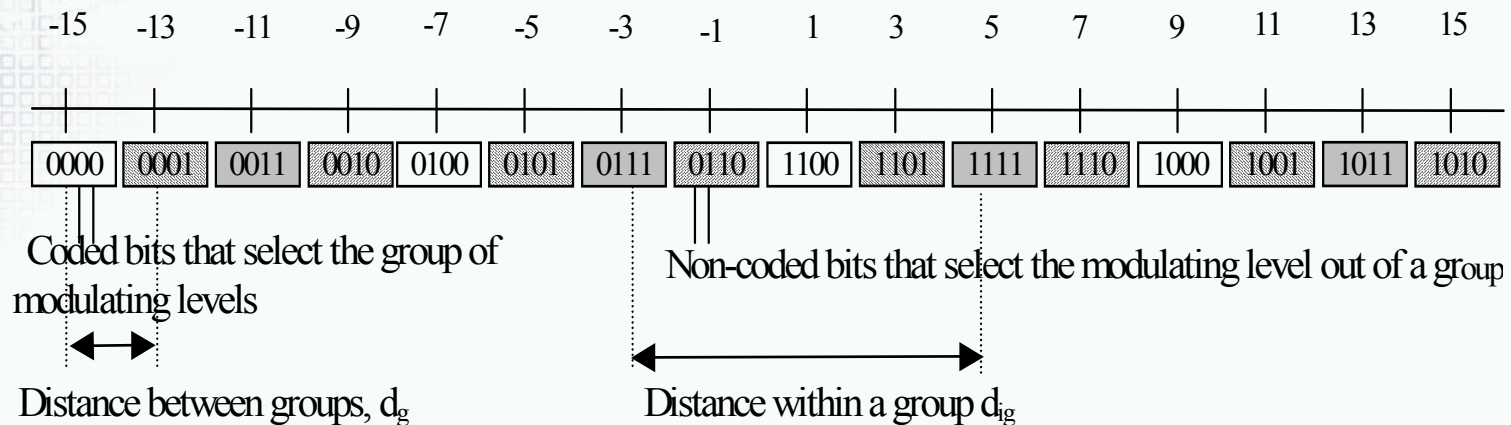 -15 -13 -11 -9 -7 -5 -3 -1 1 3 5 7 9 11 13 15
0000 0001 0011 0010 0100 0101 0111 0110 1100 1101 1111 1110 1000 1001 1011 1010
Coded bits that select the group of
modulating levels
Non-coded bits that select the modulating level out of a group
Distance between groups, dg
Distance within a group dig